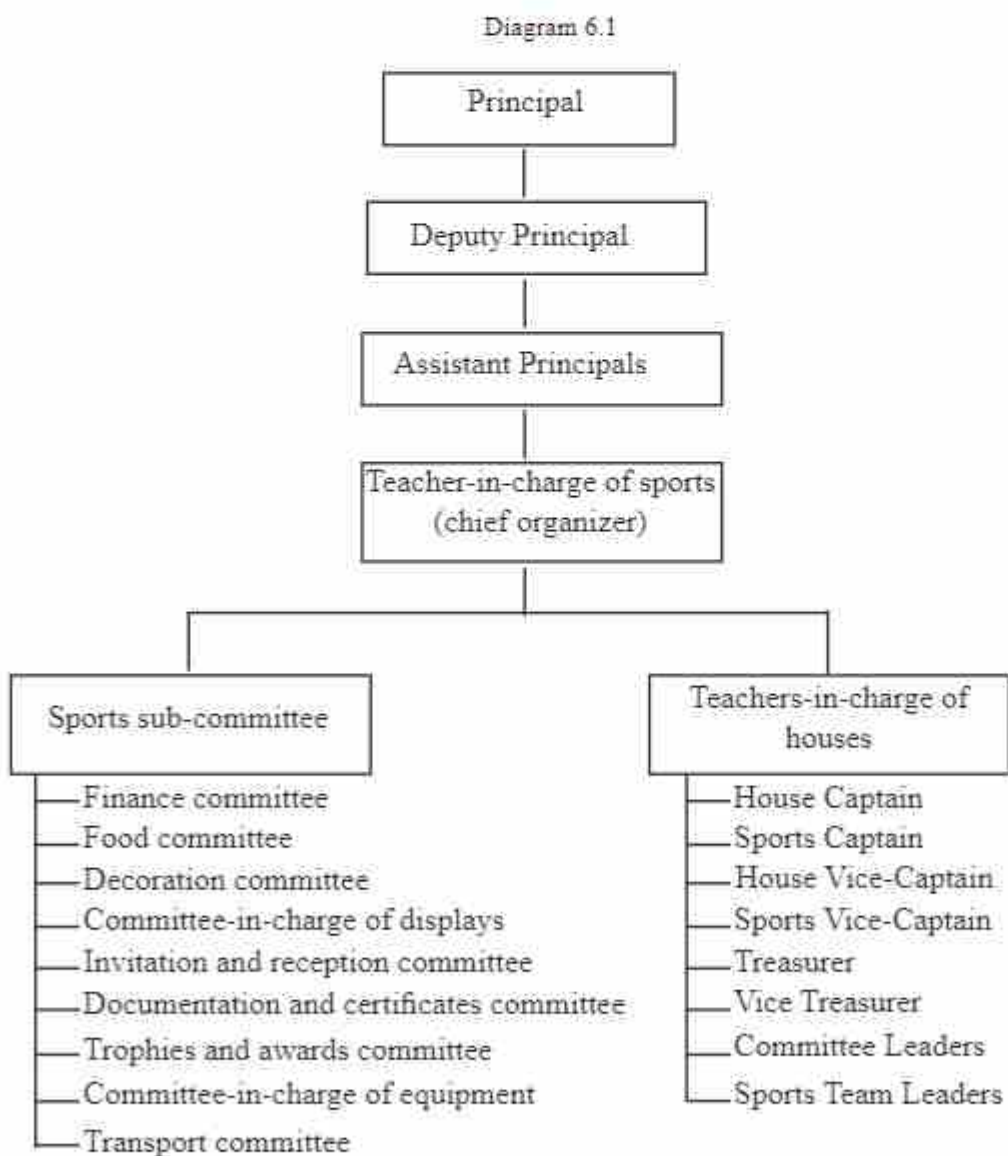 Diagram 6.1
Principal
Deputy Principal
Assistant Principals
Teacher-in-charge of sports
(chief organizer)
Sports sub-committee
Finance committee
Food committee
Decoration committee
Committee-in-charge of displays
Invitation and reception committee
Documentation and certificates committee
Trophies and awards committee
Committee-in-charge of equipment
Transport committee
Teachers-in-charge of
houses
House Captain
Sports Captain
House Vice-Captain
Sports Vice-Captain
Treasurer
Vice Treasurer
Committee Leaders
Sports Team Leaders